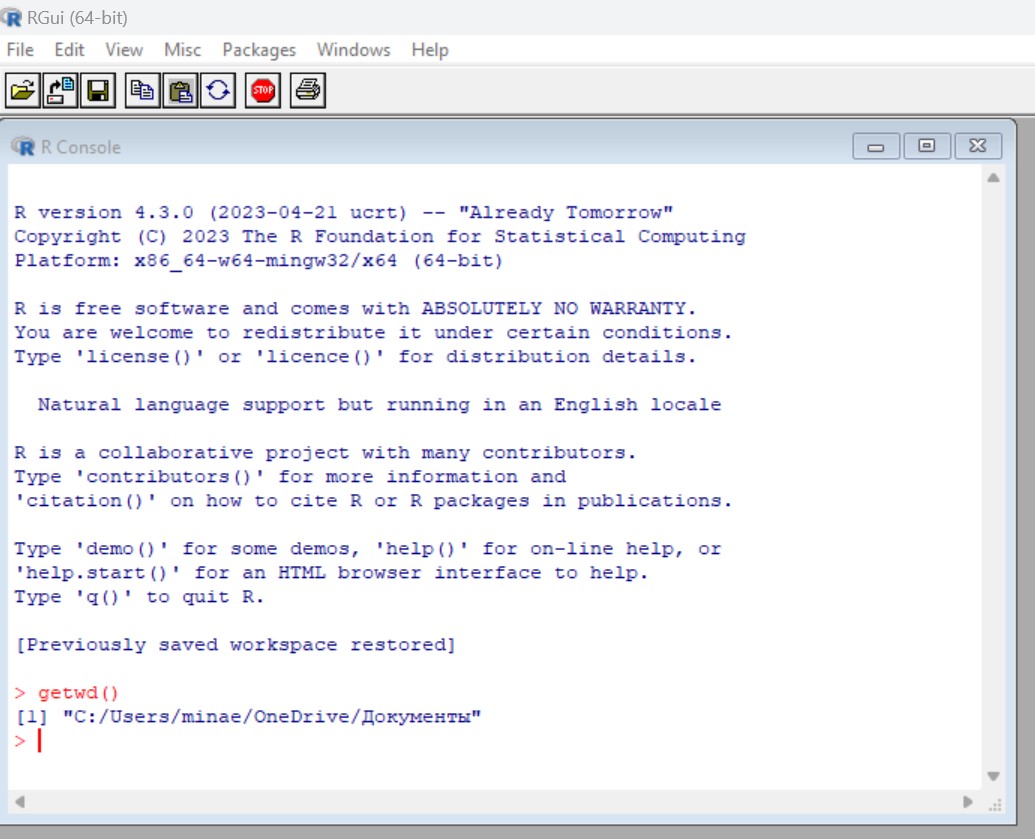 RGui (64-bit)
File Edit View Misc Packages Windows Help
STOP
R Console
R version 4.3.0 (2023-04-21 ucrt) -- "Already Tomorrow"
Copyright (C) 2023 The R Foundation for Statistical Computing
Platform: x86_64-w64-mingw32/x64 (64-bit)
R is free software and comes with ABSOLUTELY NO WARRANTY.
You are welcome to redistribute it under certain conditions.
Type 'license()' or 'licence()' for distribution details.
Natural language support but running in an English locale
R is a collaborative project with many contributors.
Type 'contributors()' for more information and
'citation()' on how to cite R or R packages in publications.
Type 'demo()' for some demos, 'help()' for on-line help, or
'help.start()' for an HTML browser interface to help.
Type 'q()' to quit R.
[Previously saved workspace restored]
> getwd()
[1] "C:/Users/minae/OneDrive/Документы"
>